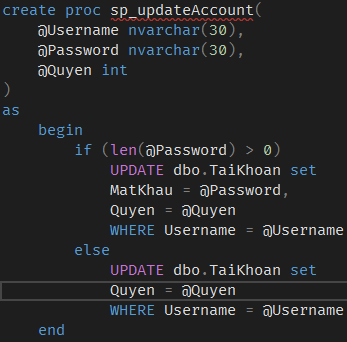 create proc sp_updateAccount(
    @Username nvarchar(30),
    @Password nvarchar(30),
    @Quyen int
)
as
    begin
        if (len(@Password) > 0)
            UPDATE dbo.TaiKhoan set
            MatKhau = @Password,
            Quyen = @Quyen
            WHERE Username = @Username
        else
            UPDATE dbo.TaiKhoan set
            Quyen = @Quyen
            WHERE Username = @Username
    end